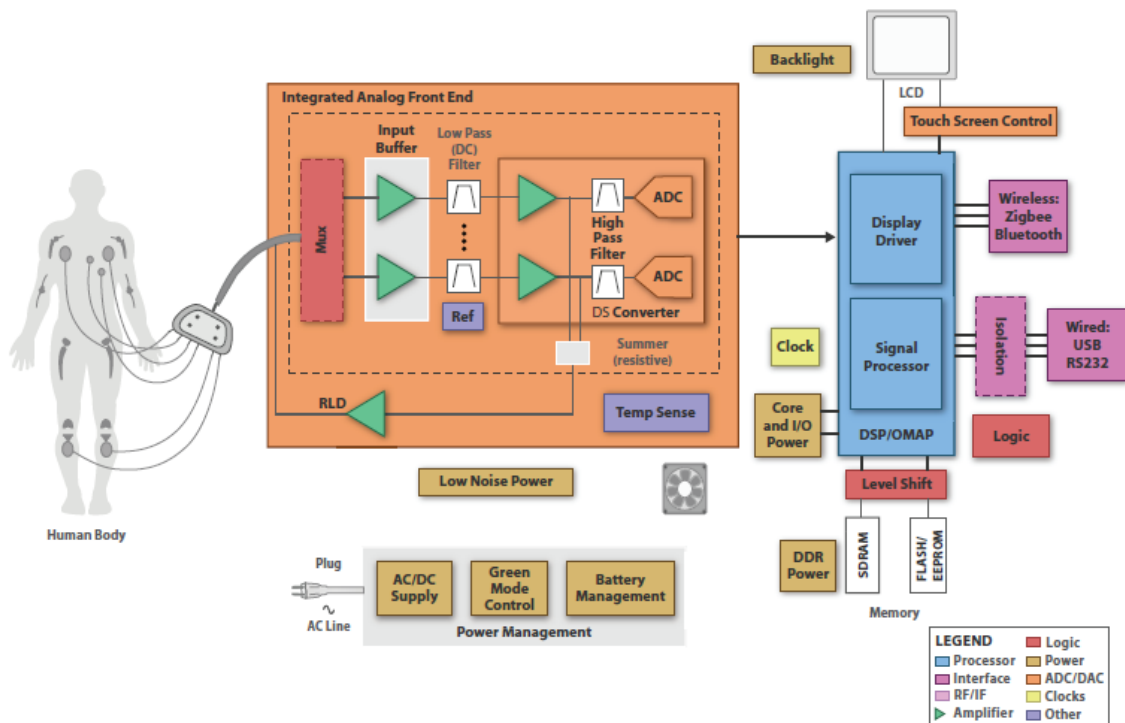 Backlight
LCD
Touch Screen Control
Integrated Analog Front End
Input
Buffer
Low Pass
(DC)
Filter
Mux
ADC
High
Pass
Filter
ADC
DS Converter
Ref
Summer
(resistive)
RLD
Temp Sense
Display
Driver
Wireless:
Zigbee
Bluetooth
Signal
Processor
Isolation
Wired:
USB
RS232
Clock
Core
and I/O
Power
DSP/OMAP
Logic
Level Shift
Low Noise Power
DDR
Power
SDRAM
FLASH/
EEPROM
Memory
Human Body
Plug
AC Line
AC/DC
Supply
Green
Mode
Control
Battery
Management
Power Management
LEGEND
Processor
Interface
RF/IF
Amplifier
Logic
Power
ADC/DAC
Clocks
Other